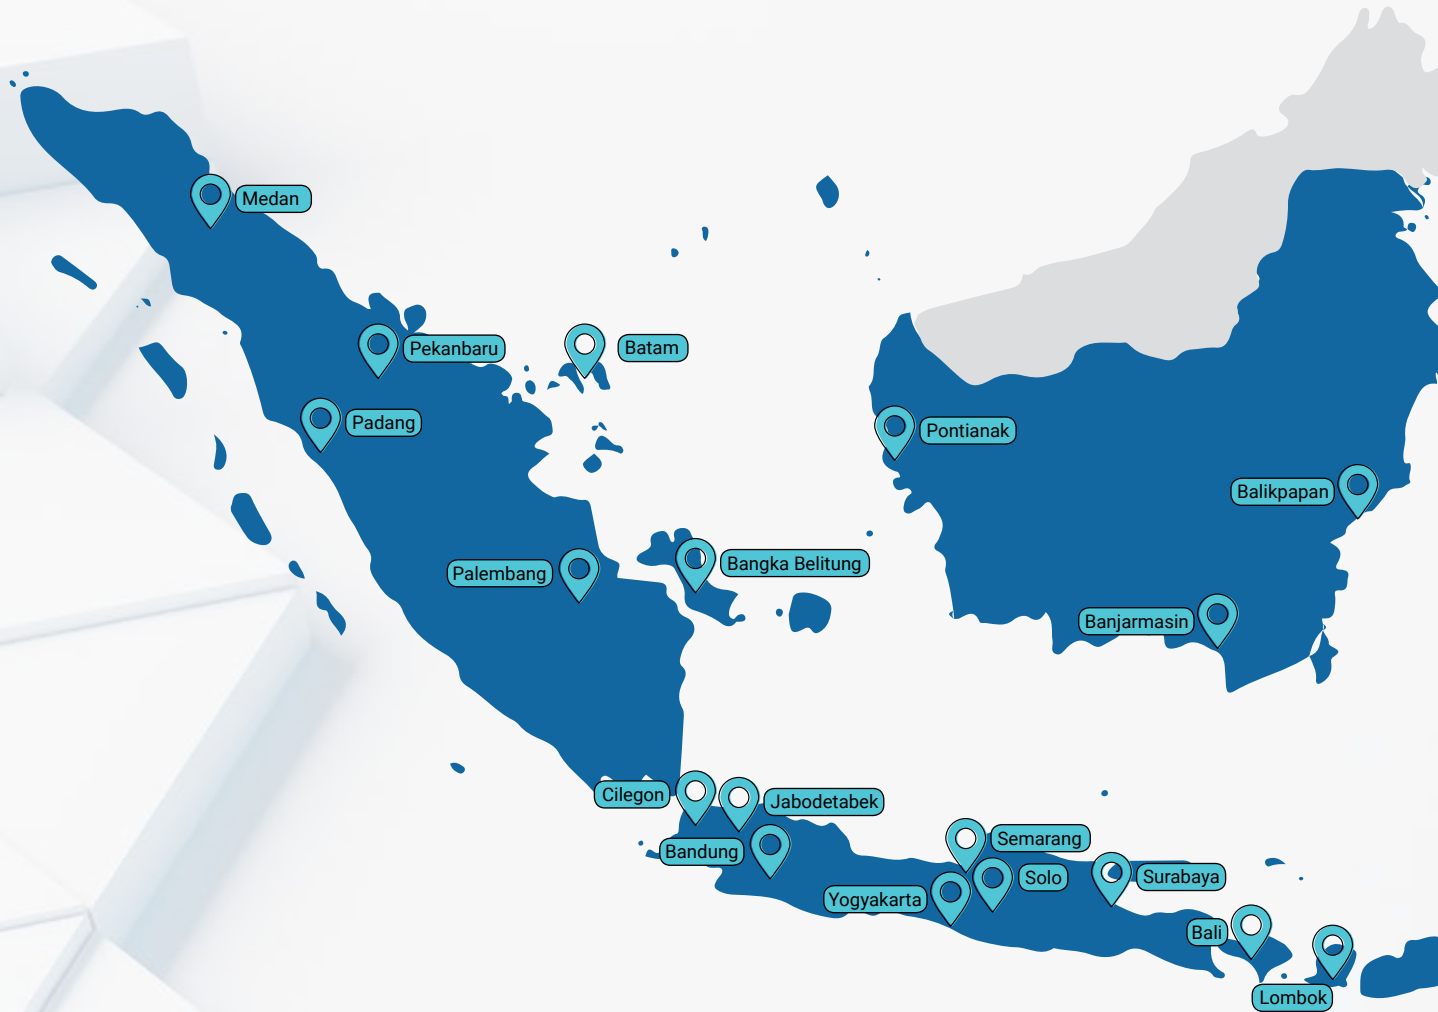 Medan
Pekanbaru
Batam
Padang
Pontianak
Balikpapan
Bangka Belitung
Palembang
Banjarmasin
Cilegon
Jabodetabek
Bandung
Semarang
Solo
Surabaya
Yogyakarta
Bali
Lombok